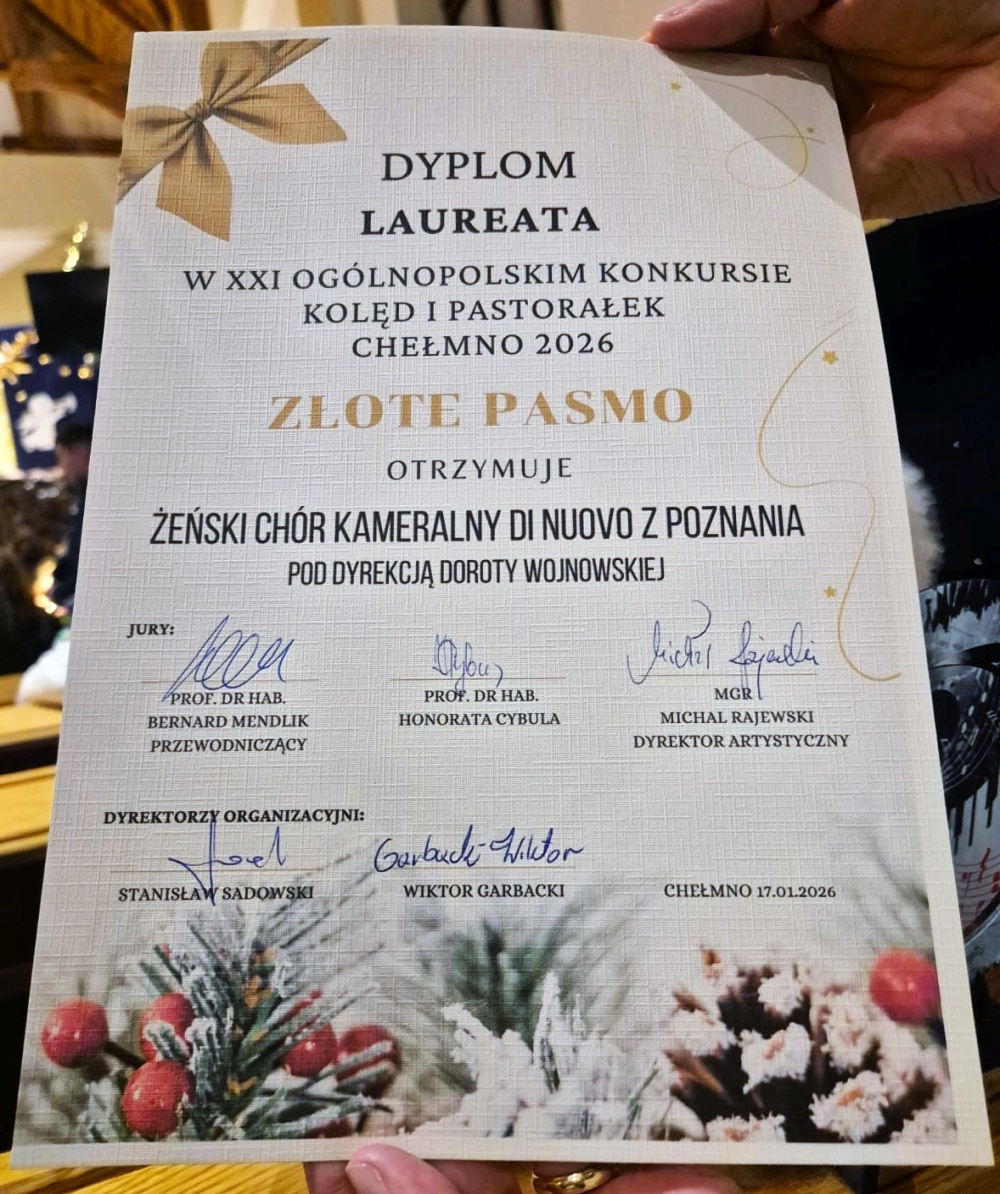 DYPLOM
LAUREATA
W XXI OGÓLNOPOLSKIM KONKURSIE
KOLĘD I PASTORAŁEK
CHEŁMNO 2026
ZŁOTE PASMO
OTRZYMUJE
ŻEŃSKI CHÓR KAMERALNY DI NUOVO Z POZNANIA
POD DYREKCJĄ DOROTY WOJNOWSKIEJ
JURY:
PROF. DR HAB.
BERNARD MENDLIK
PRZEWODNICZĄCY
PROF. DR HAB.
HONORATA CYBULA
MGR
MICHAL RAJEWSKI
DYREKTOR ARTYSTYCZNY
DYREKTORZY ORGANIZACYJNI:
Garbacki Wiktor
STANISŁAW SADOWSKI
WIKTOR GARBACKI
CHEŁMNO 17.01.2026